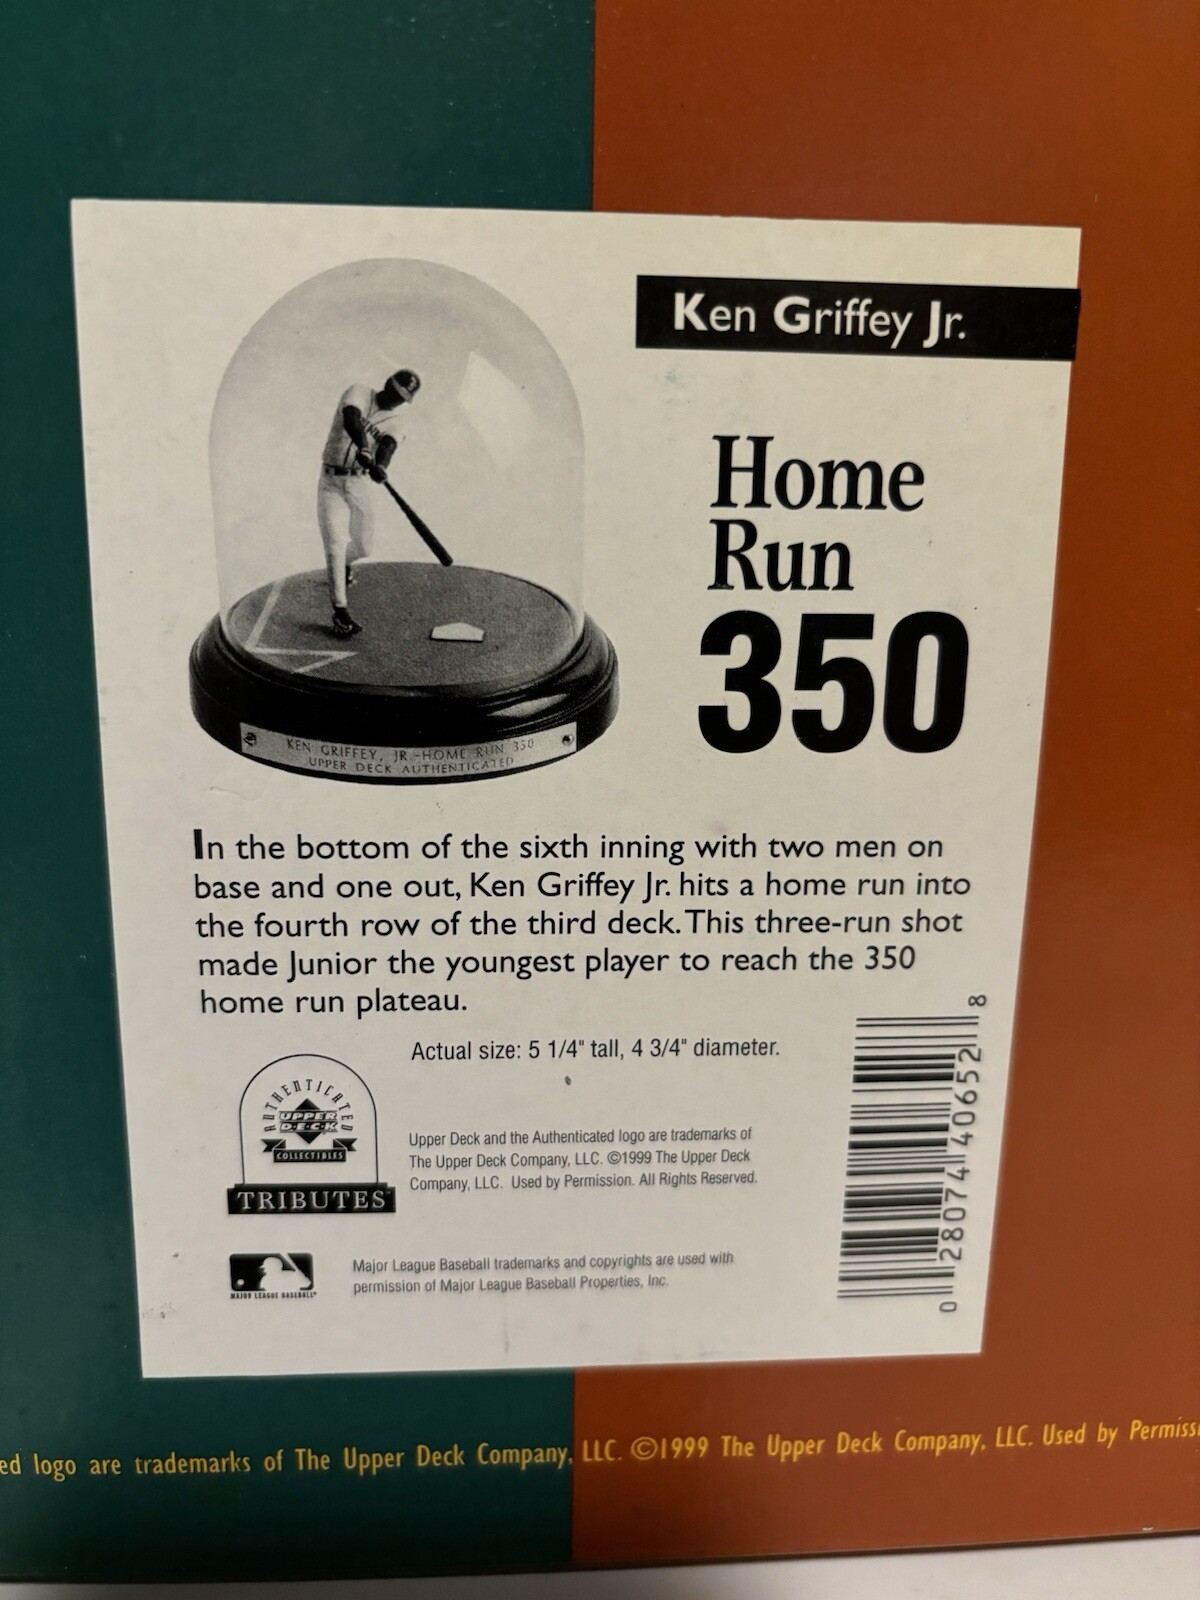 Ken Griffey Jr.
Home
Run
350
KEN GRIFFEY, JR.-HOME RUN 350
UPPER DECK AUTHENTICATED
In the bottom of the sixth inning with two men on
base and one out, Ken Griffey Jr. hits a home run into
the fourth row of the third deck. This three-run shot
made Junior the youngest player to reach the 350
home run plateau.
Actual size: 5 1/4" tall, 4 3/4" diameter.
AUTHENTICATED
UPPER
DECK
COLLECTIBLES
TRIBUTES
Upper Deck and the Authenticated logo are trademarks of
The Upper Deck Company, LLC. ©1999 The Upper Deck
Company, LLC. Used by Permission. All Rights Reserved.
MAJOR LEAGUE BASEBALL
Major League Baseball trademarks and copyrights are used with
permission of Major League Baseball Properties, Inc.
0 28074 40652 8
ed logo are trademarks of The Upper Deck Company, LLC. ©1999 The Upper Deck Company, LLC. Used by Permiss